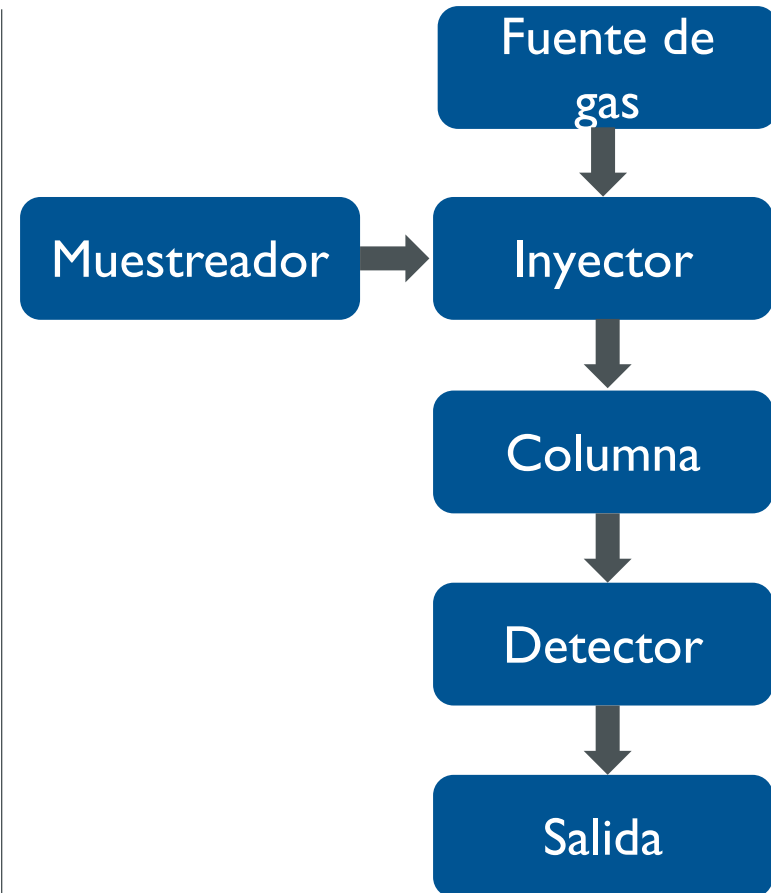 Fuente de
gas
Muestreador
Inyector
Columna
Detector
Salida